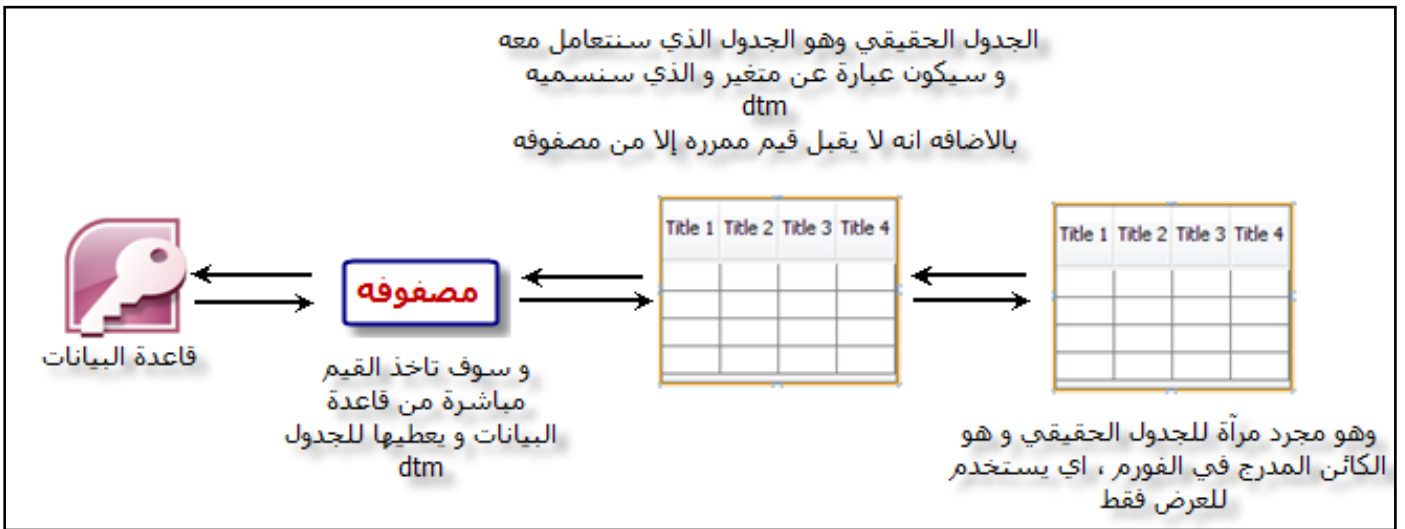 الجدول الحقيقي وهو الجدول الذي سنتعامل معه
و سيكون عبارة عن متغير و الذي سنسميه
dtm
بالاضافه انه لا يقبل قيم ممرره إلا من مصفوفه
Title 1 Title 2 Title 3 Title 4
Title 1 Title 2 Title 3 Title 4
مصفوفه
قاعدة البيانات
و سوف تاخذ القيم
مباشرة من قاعدة
البيانات و يعطيها للجدول
dtm
وهو مجرد مرآة للجدول الحقيقي و هو
الكائن المدرج في الفورم ، اي يستخدم
للعرض فقط